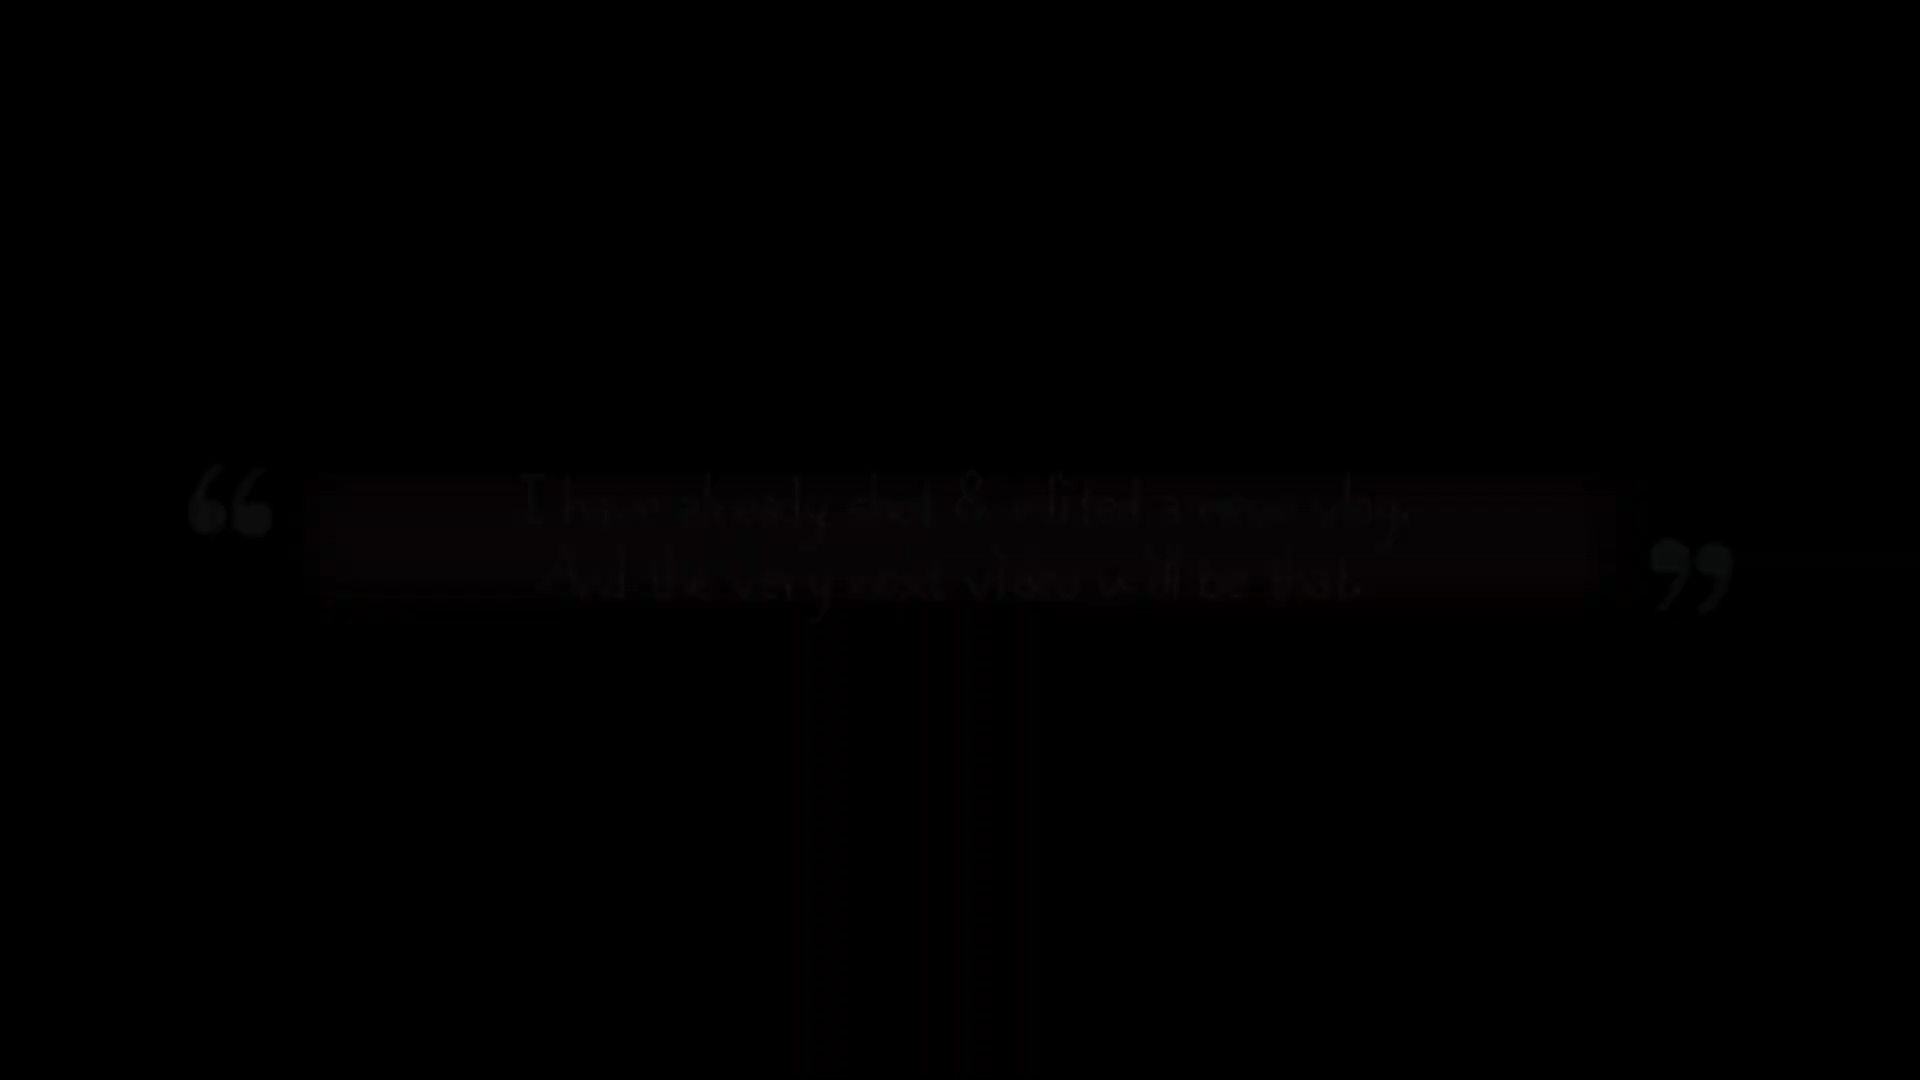 “ I have already shot & edited a new vlog.
And the very next video will be that. ”